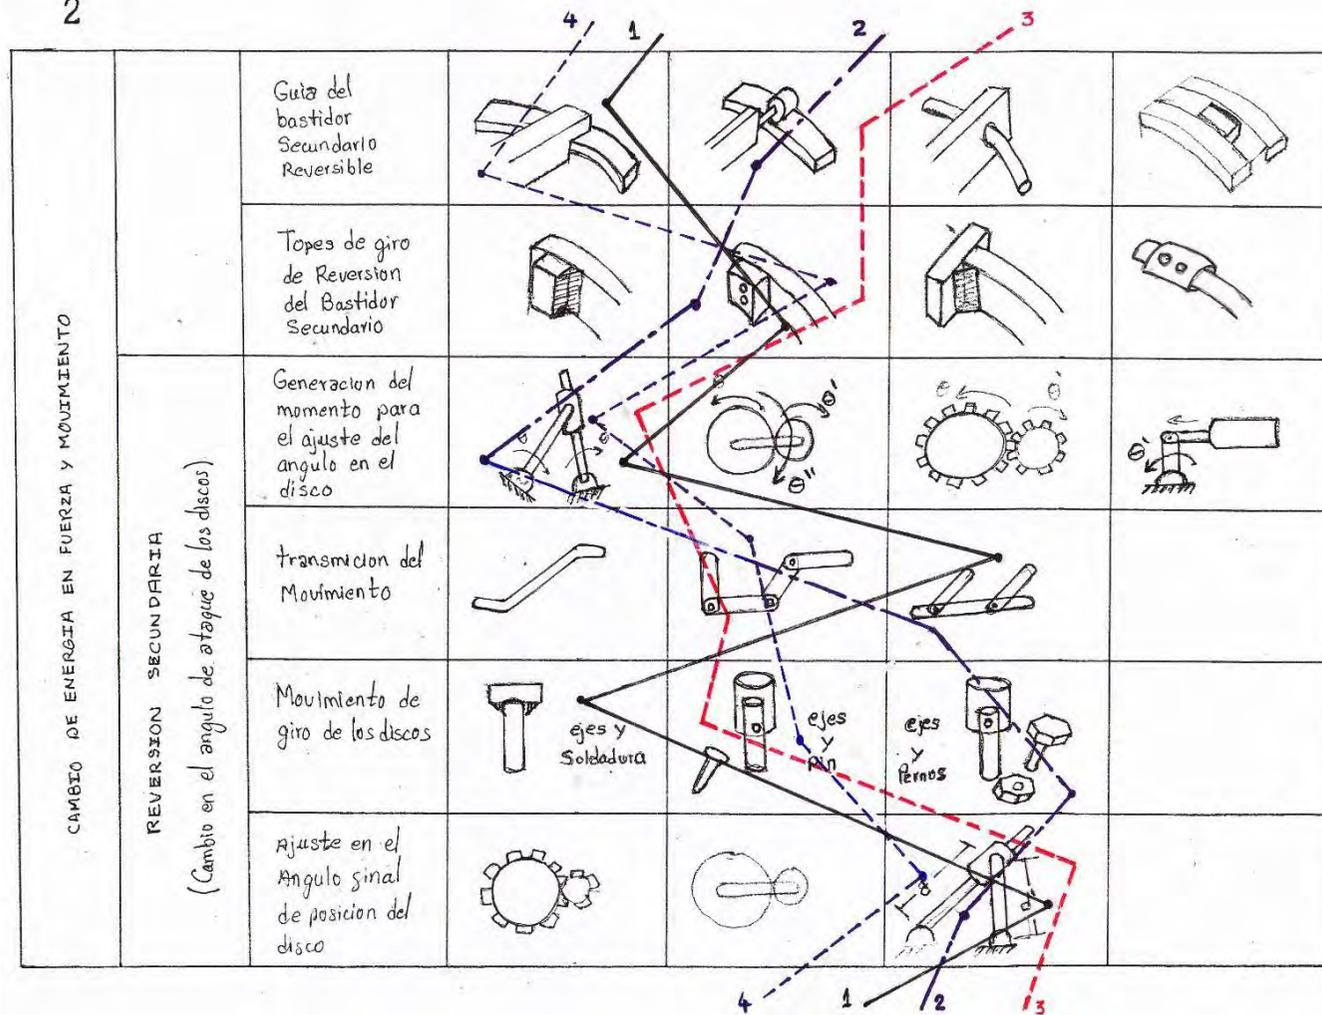 2
4
1
2
3
CAMBIO DE ENERGIA EN FUERZA Y MOVIMIENTO
REVERSION SECUNDARIA
(Cambio en el angulo de ataque de los discos)
Guia del
bastidor
Secundario
Reversible
Topes de giro
de Reversion
del Bastidor
Secundario
Generacion del
momento para
el ajuste del
angulo en el
disco
θ
θ
θ
θ'
θ"
θ
θ'
θ'
transmicion del
Movimiento
Movimiento de
giro de los discos
ejes y
Soldadura
ejes
y
pin
ejes
y
Pernos
Ajuste en el
Angulo final
de posicion del
disco
4
1
2
3